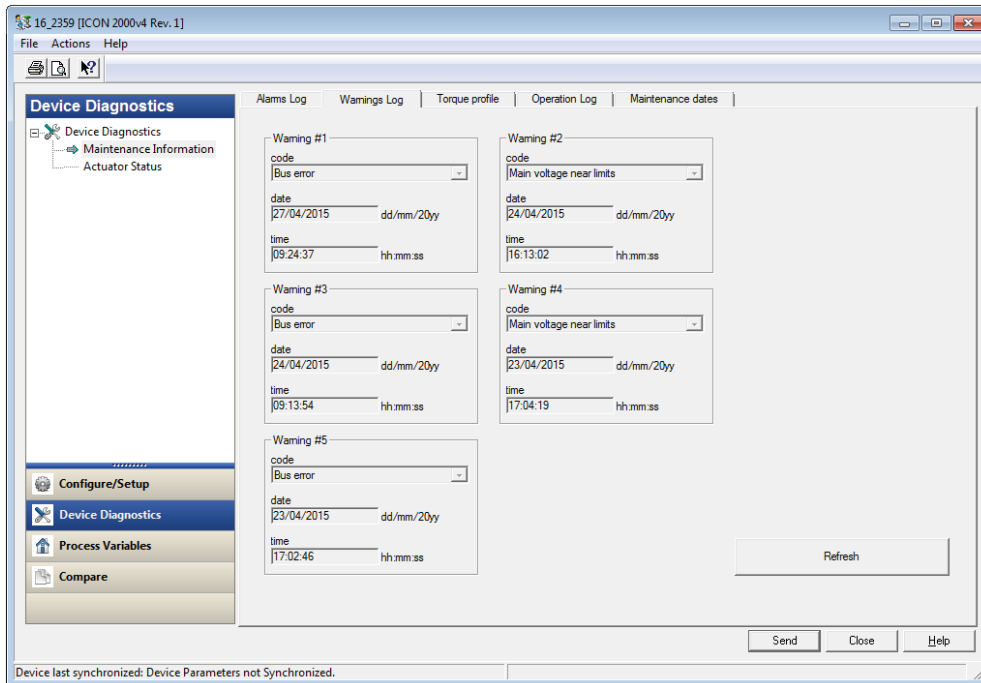 16_2359 [ICON 2000v4 Rev. 1]
File Actions Help
Device Diagnostics
Device Diagnostics
Maintenance Information
Actuator Status
Configure/Setup
Device Diagnostics
Process Variables
Compare
Alarms Log Warnings Log Torque profile Operation Log Maintenance dates
Warning #1
code
Bus error
date
27/04/2015 dd/mm/20yy
time
09:24:37 hh:mm:ss
Warning #2
code
Main voltage near limits
date
24/04/2015 dd/mm/20yy
time
16:13:02 hh:mm:ss
Warning #3
code
Bus error
date
24/04/2015 dd/mm/20yy
time
09:13:54 hh:mm:ss
Warning #4
code
Main voltage near limits
date
23/04/2015 dd/mm/20yy
time
17:04:19 hh:mm:ss
Warning #5
code
Bus error
date
23/04/2015 dd/mm/20yy
time
17:02:46 hh:mm:ss
Refresh
Send Close Help
Device last synchronized: Device Parameters not Synchronized.